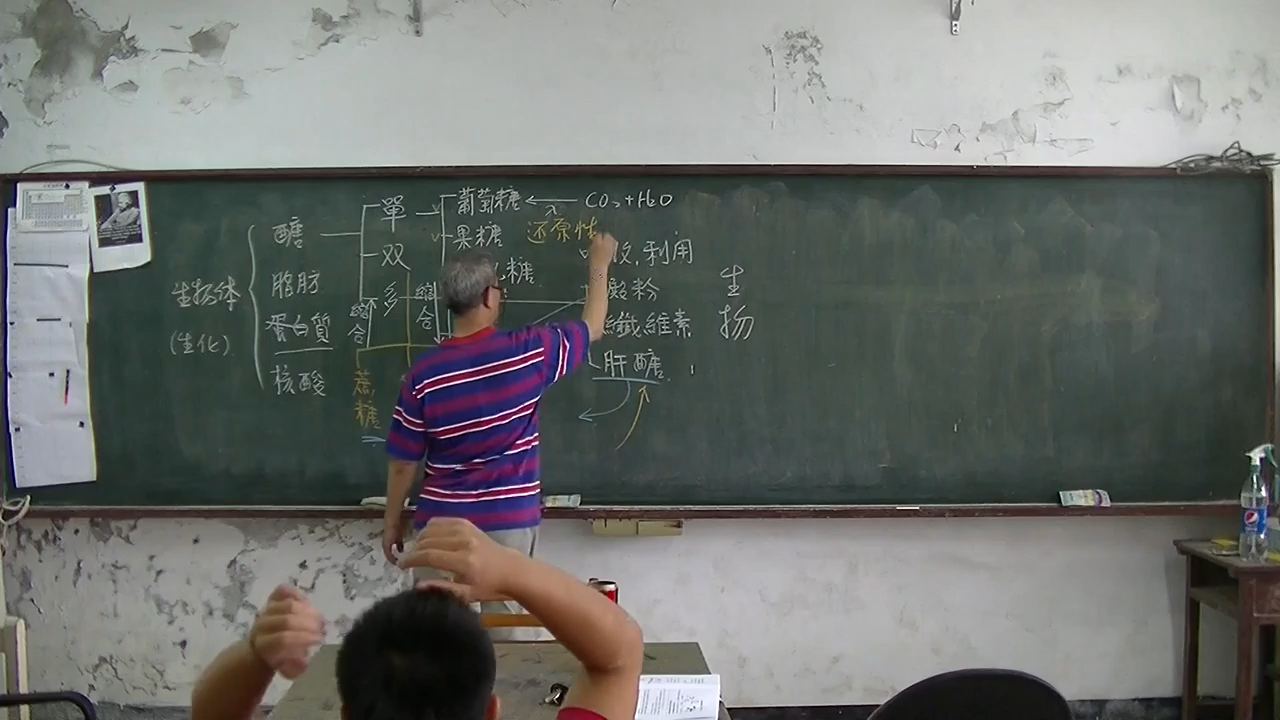 生物体
(生化)
醣
脂肪
蛋白質
核酸
單
双
多
縮合
縮合
葡萄糖 ← CO₂+H₂O
果糖 还原性
乳糖
收,利用
澱粉
纖維素
肝醣
蔗糖
生物